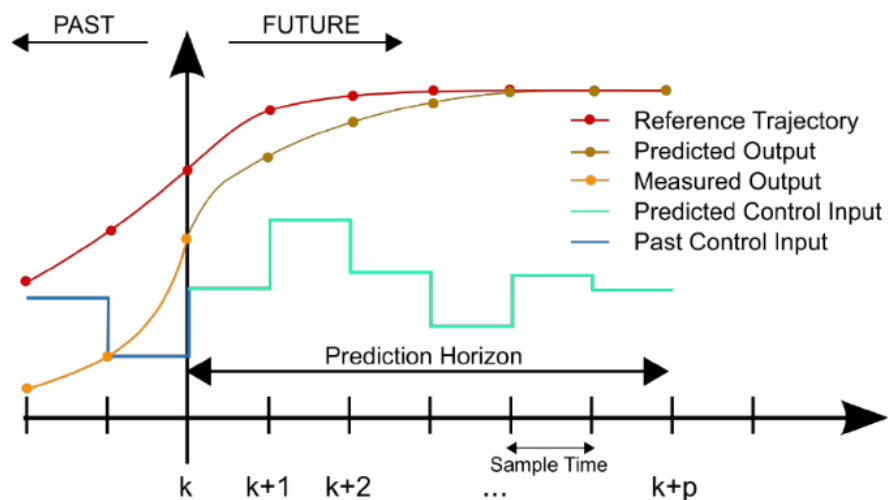 PAST
FUTURE
Reference Trajectory
Predicted Output
Measured Output
Predicted Control Input
Past Control Input
Prediction Horizon
Sample Time
k
k+1
k+2
...
k+p